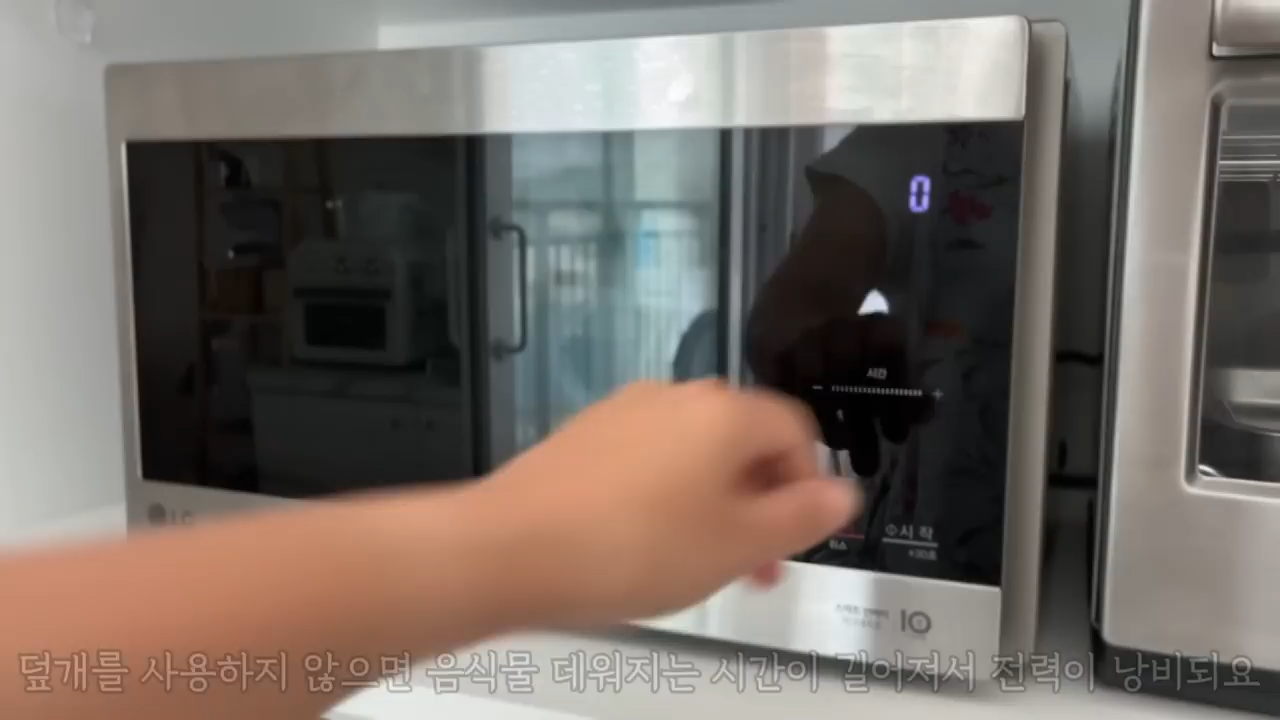 0
시간
- +
시작
+30초
LG
덮개를 사용하지 않으면 음식물 데워지는 시간이 길어져서 전력이 낭비되요